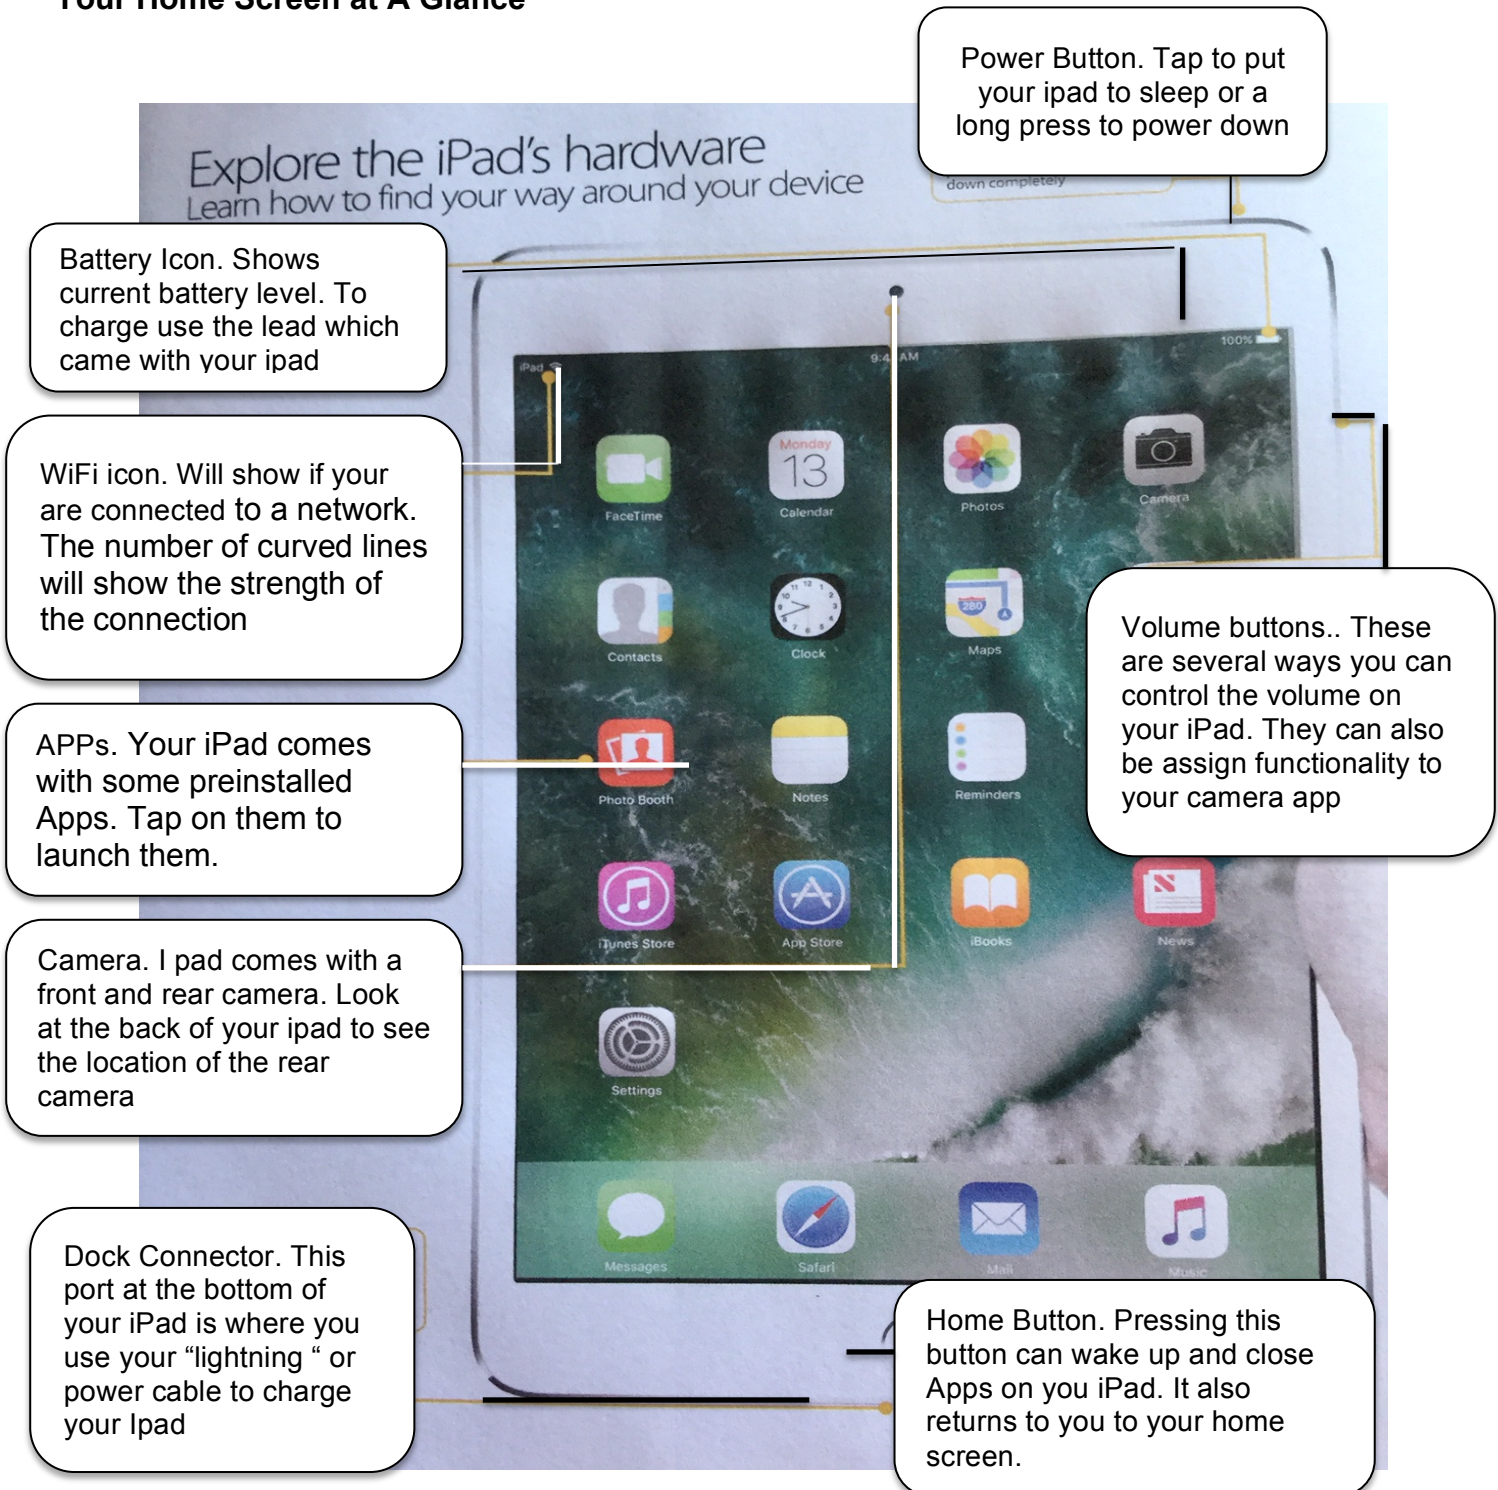 Your Home Screen at A Glance
Power Button. Tap to put
your ipad to sleep or a
long press to power down
Explore the iPad's hardware
Learn how to find your way around your device
down completely
Battery Icon. Shows
current battery level. To
charge use the lead which
came with your ipad
WiFi icon. Will show if your
are connected to a network.
The number of curved lines
will show the strength of
the connection
APPs. Your iPad comes
with some preinstalled
Apps. Tap on them to
launch them.
Camera. I pad comes with a
front and rear camera. Look
at the back of your ipad to see
the location of the rear
camera
Dock Connector. This
port at the bottom of
your iPad is where you
use your “lightning “ or
power cable to charge
your Ipad
iPad
AM
100%
Monday
13
FaceTime
Calendar
Photos
Camera
12
280
Contacts
Clock
Maps
Photo Booth
Notes
Reminders
iTunes Store
App Store
iBooks
News
Settings
Messages
Safari
Mail
Music
Volume buttons.. These
are several ways you can
control the volume on
your iPad. They can also
be assign functionality to
your camera app
Home Button. Pressing this
button can wake up and close
Apps on you iPad. It also
returns to you to your home
screen.